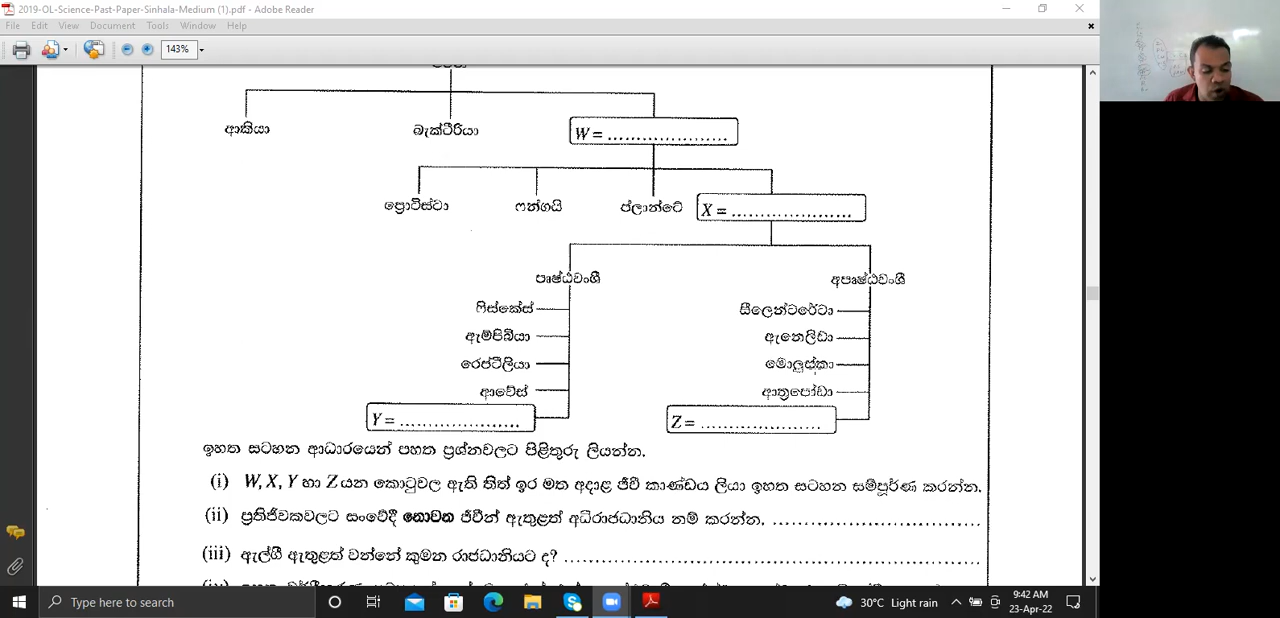 2019-OL-Science-Past-Paper-Sinhala-Medium (1).pdf - Adobe Reader
File Edit View Document Tools Window Help
143%
ආකියා බැක්ටීරියා W = ......................
ප්‍රොටිස්ටා ෆන්ගයි ප්ලාන්ටේ X = ......................
පෘෂ්ඨවංශී අපෘෂ්ඨවංශී
ෆිස්කේස් සීලෙන්ටරේටා
ඇම්පිබියා ඇනෙලිඩා
රෙප්ටීලියා මොලුස්කා
ආවේස් ආත්‍රපෝඩා
Y = ...................... Z = ......................
ඉහත සටහන ආධාරයෙන් පහත ප්‍රශ්නවලට පිළිතුරු ලියන්න.
(i) W, X, Y හා Z යන කොටුවල ඇති තිත් ඉර මත අදාළ ජීවී කාණ්ඩය ලියා ඉහත සටහන සම්පූර්ණ කරන්න.
(ii) ප්‍රතිජීවකවලට සංවේදී නොවන ජීවීන් ඇතුළත් අධිරාජධානිය නම් කරන්න. ......................................
(iii) ඇල්ගී ඇතුළත් වන්නේ කුමන රාජධානියට ද? ......................................
Type here to search
30°C Light rain
9:42 AM
23-Apr-22